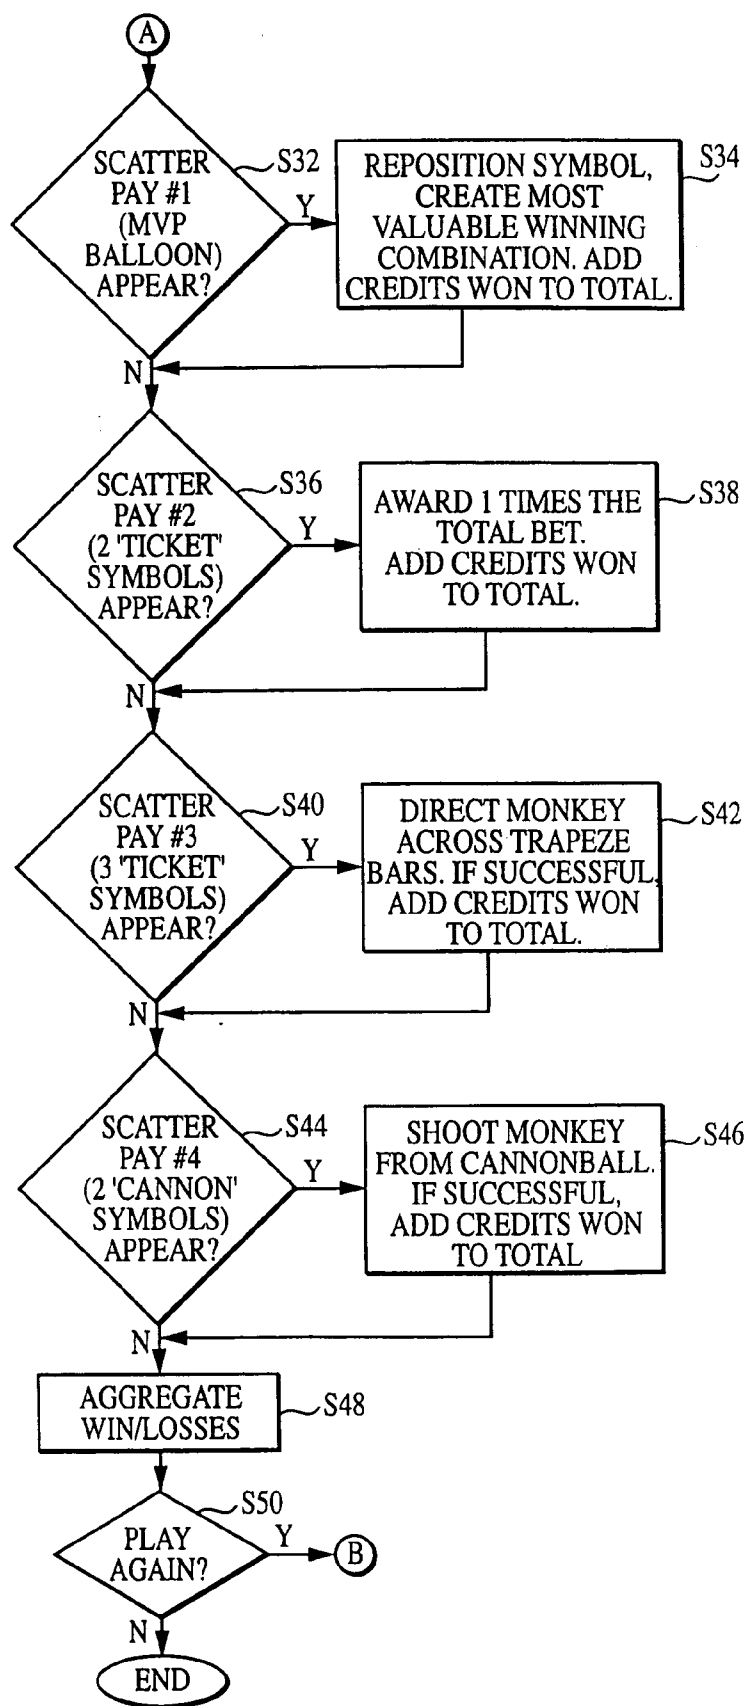 A
SCATTER
PAY #1
(MVP
BALLOON)
APPEAR?
S32
Y
REPOSITION SYMBOL,
CREATE MOST
VALUABLE WINNING
COMBINATION. ADD
CREDITS WON TO TOTAL.
S34
N
SCATTER
PAY #2
(2 'TICKET'
SYMBOLS)
APPEAR?
S36
Y
AWARD 1 TIMES THE
TOTAL BET.
ADD CREDITS WON
TO TOTAL.
S38
N
SCATTER
PAY #3
(3 'TICKET'
SYMBOLS)
APPEAR?
S40
Y
DIRECT MONKEY
ACROSS TRAPEZE
BARS. IF SUCCESSFUL,
ADD CREDITS WON
TO TOTAL.
S42
N
SCATTER
PAY #4
(2 'CANNON'
SYMBOLS)
APPEAR?
S44
Y
SHOOT MONKEY
FROM CANNONBALL.
IF SUCCESSFUL,
ADD CREDITS WON
TO TOTAL
S46
N
AGGREGATE
WIN/LOSSES
S48
PLAY
AGAIN?
S50
Y
B
N
END